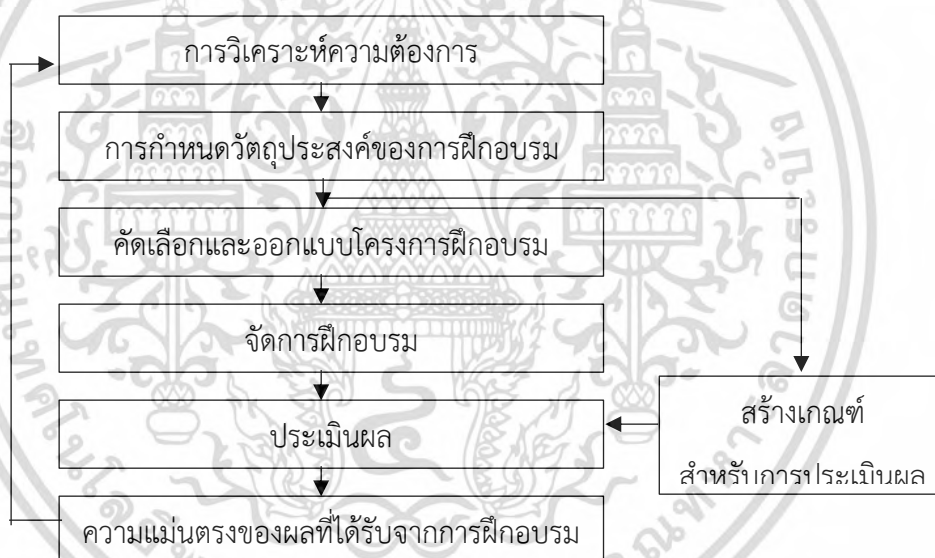 การวิเคราะห์ความต้องการ
การกำหนดวัตถุประสงค์ของการฝึกอบรม
คัดเลือกและออกแบบโครงการฝึกอบรม
จัดการฝึกอบรม
ประเมินผล
สร้างเกณฑ์
สำหรับการประเมินผล
ความแม่นตรงของผลที่ได้รับจากการฝึกอบรม